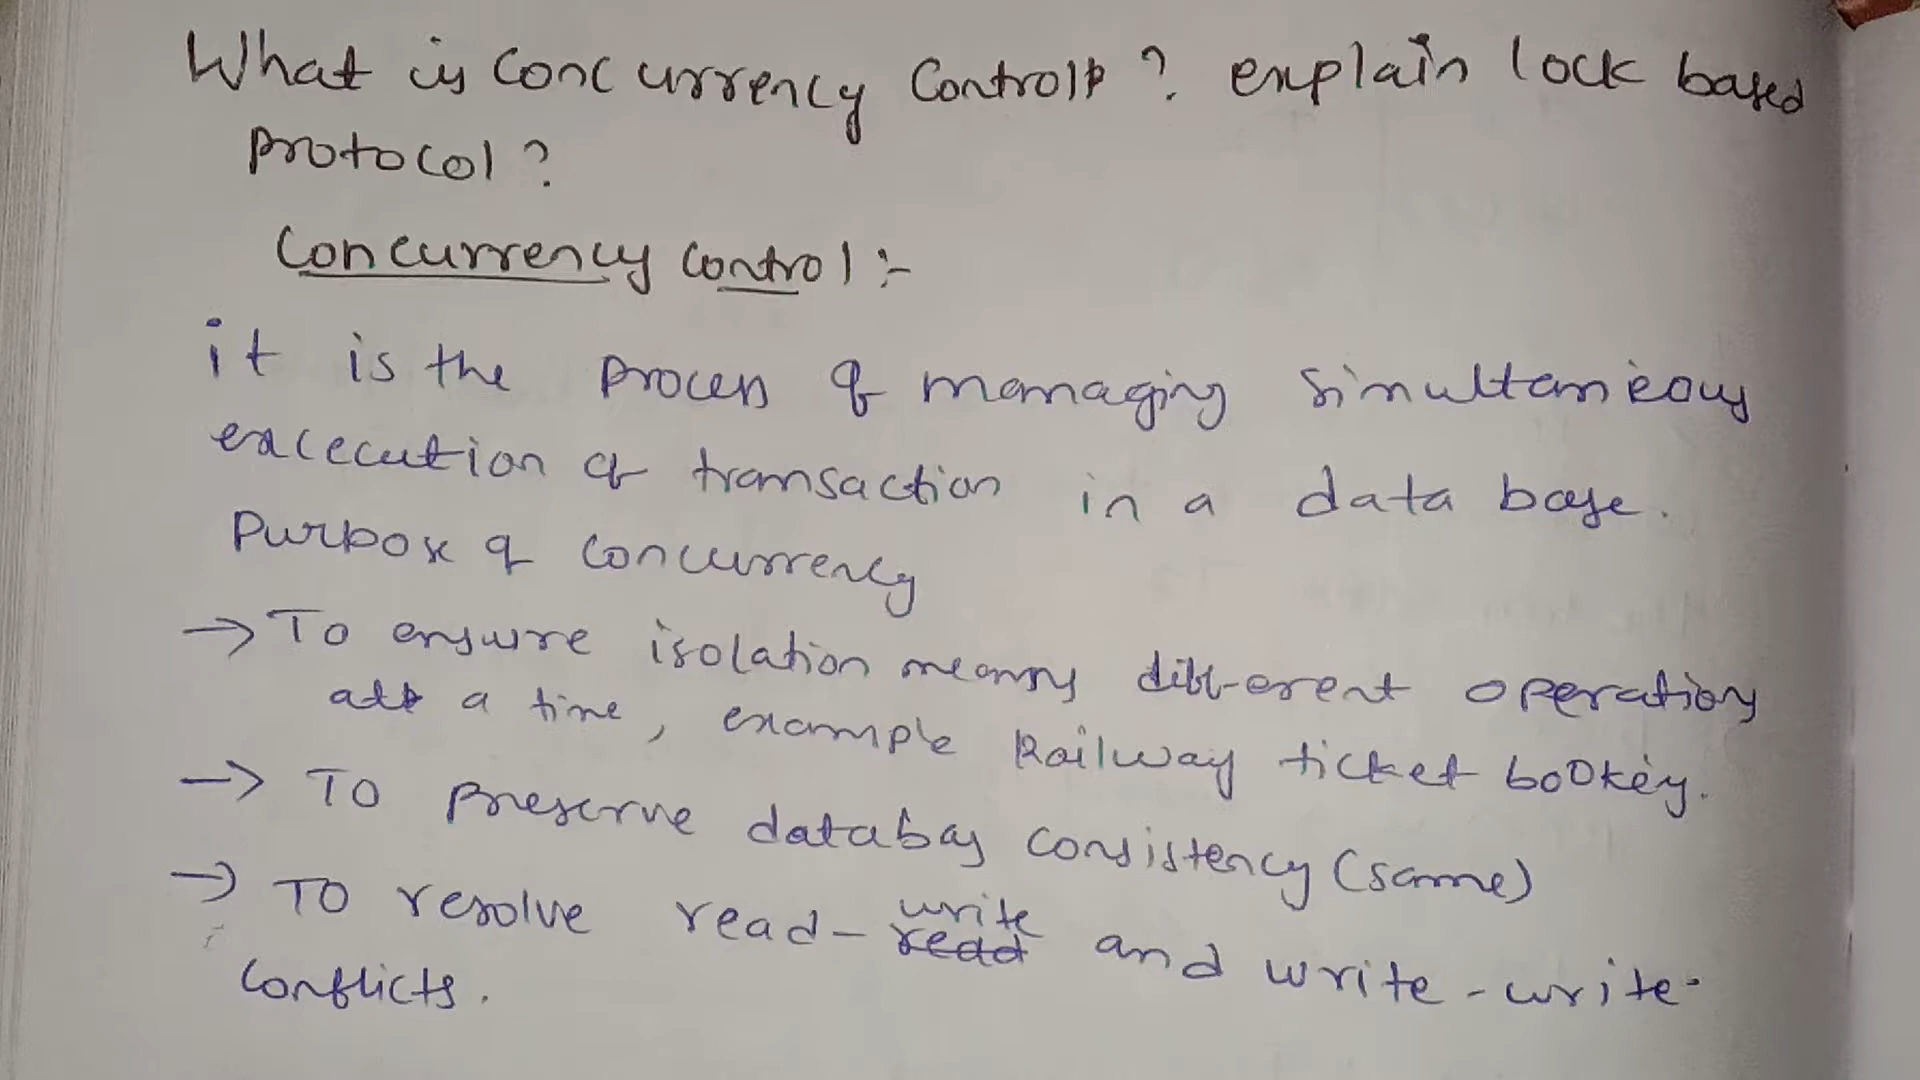 What is Concurrency Control ? explain lock based
protocol ?
Concurrency Control :-
it is the process of managing simultaneous
excecution of transaction in a data base.
Purpose of Concurrency
→ To ensure isolation means different operations
at a time, example Railway ticket booking.
→ To preserve database consistency (same)
→ To resolve read - write read and write - write
Conflicts.